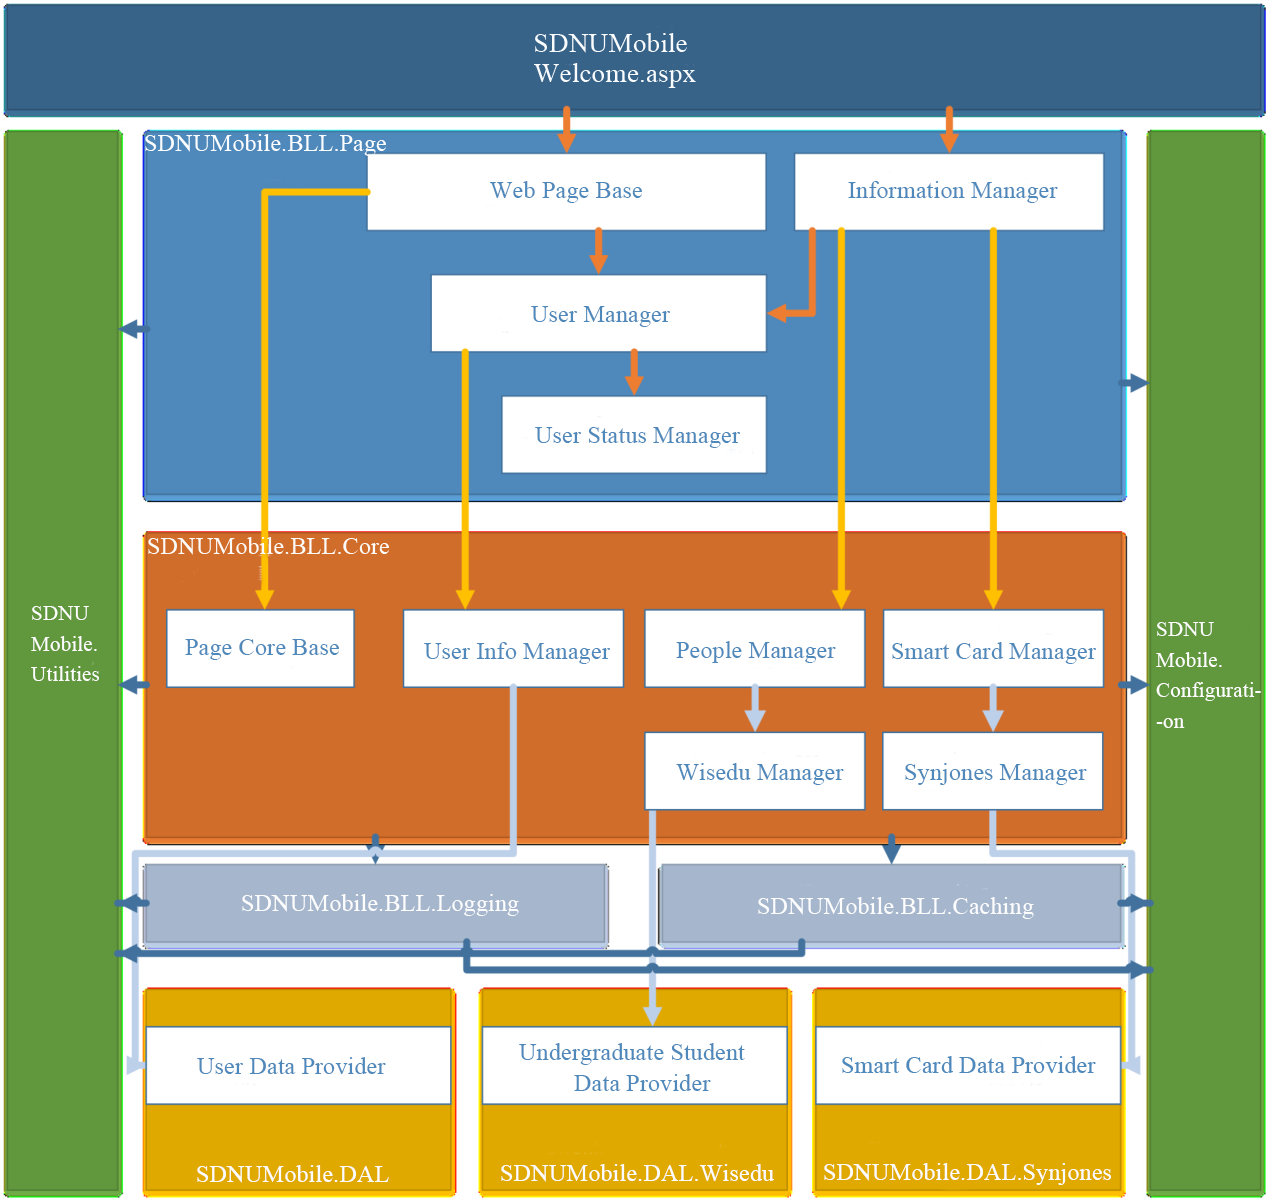 SDNUMobile
Welcome.aspx
SDNUMobile.BLL.Page
Web Page Base
Information Manager
User Manager
User Status Manager
SDNUMobile.BLL.Core
Page Core Base
User Info Manager
People Manager
Smart Card Manager
Wisedu Manager
Synjones Manager
SDNU
Mobile.
Utilities
SDNU
Mobile.
Configurati-
-on
SDNUMobile.BLL.Logging
SDNUMobile.BLL.Caching
User Data Provider
Undergraduate Student
Data Provider
Smart Card Data Provider
SDNUMobile.DAL
SDNUMobile.DAL.Wisedu
SDNUMobile.DAL.Synjones